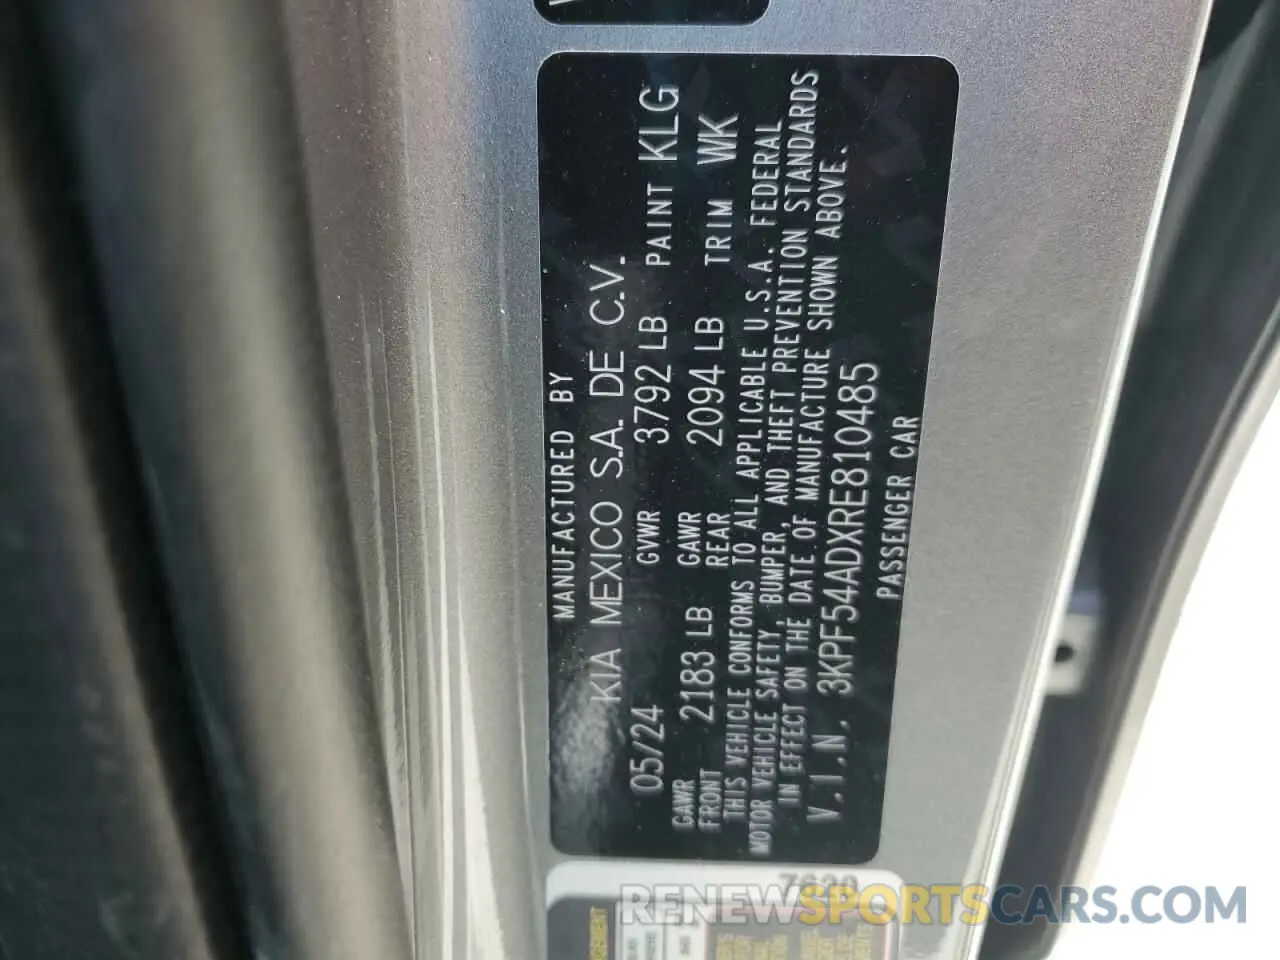 MANUFACTURED BY
KIA MEXICO S.A. DE C.V.
05/24 GVWR 3792 LB PAINT KLG
GAWR FRONT 2183 LB GAWR REAR 2094 LB TRIM WK
THIS VEHICLE CONFORMS TO ALL APPLICABLE U.S.A. FEDERAL
MOTOR VEHICLE SAFETY, BUMPER, AND THEFT PREVENTION STANDARDS
IN EFFECT ON THE DATE OF MANUFACTURE SHOWN ABOVE.
V.I.N. 3KPF54ADXRE810485
PASSENGER CAR
RENEWSPORTSCARS.COM